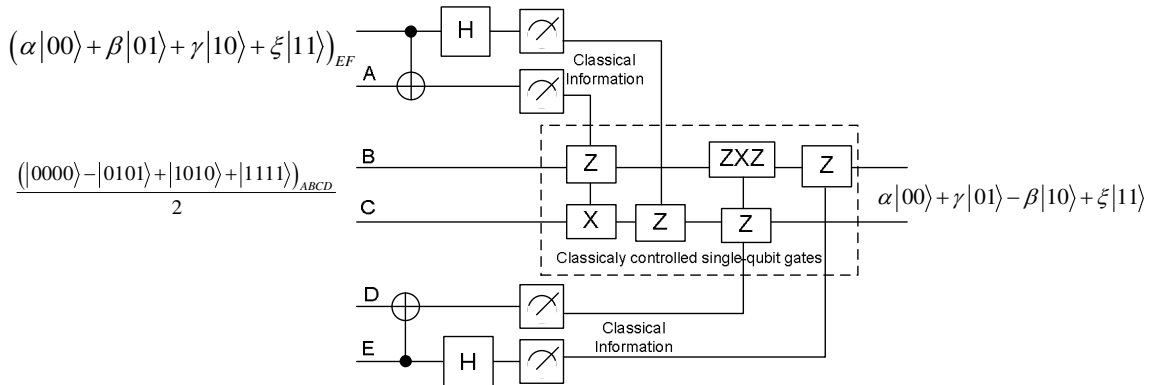 (α|00⟩+β|01⟩+γ|10⟩+ξ|11⟩)_EF
H
A
Classical
Information
(|0000⟩−|0101⟩+|1010⟩+|1111⟩)_ABCD
2
B
Z
ZXZ
Z
C
X
Z
Z
α|00⟩+γ|01⟩−β|10⟩+ξ|11⟩
Classicaly controlled single-qubit gates
D
Classical
Information
E
H